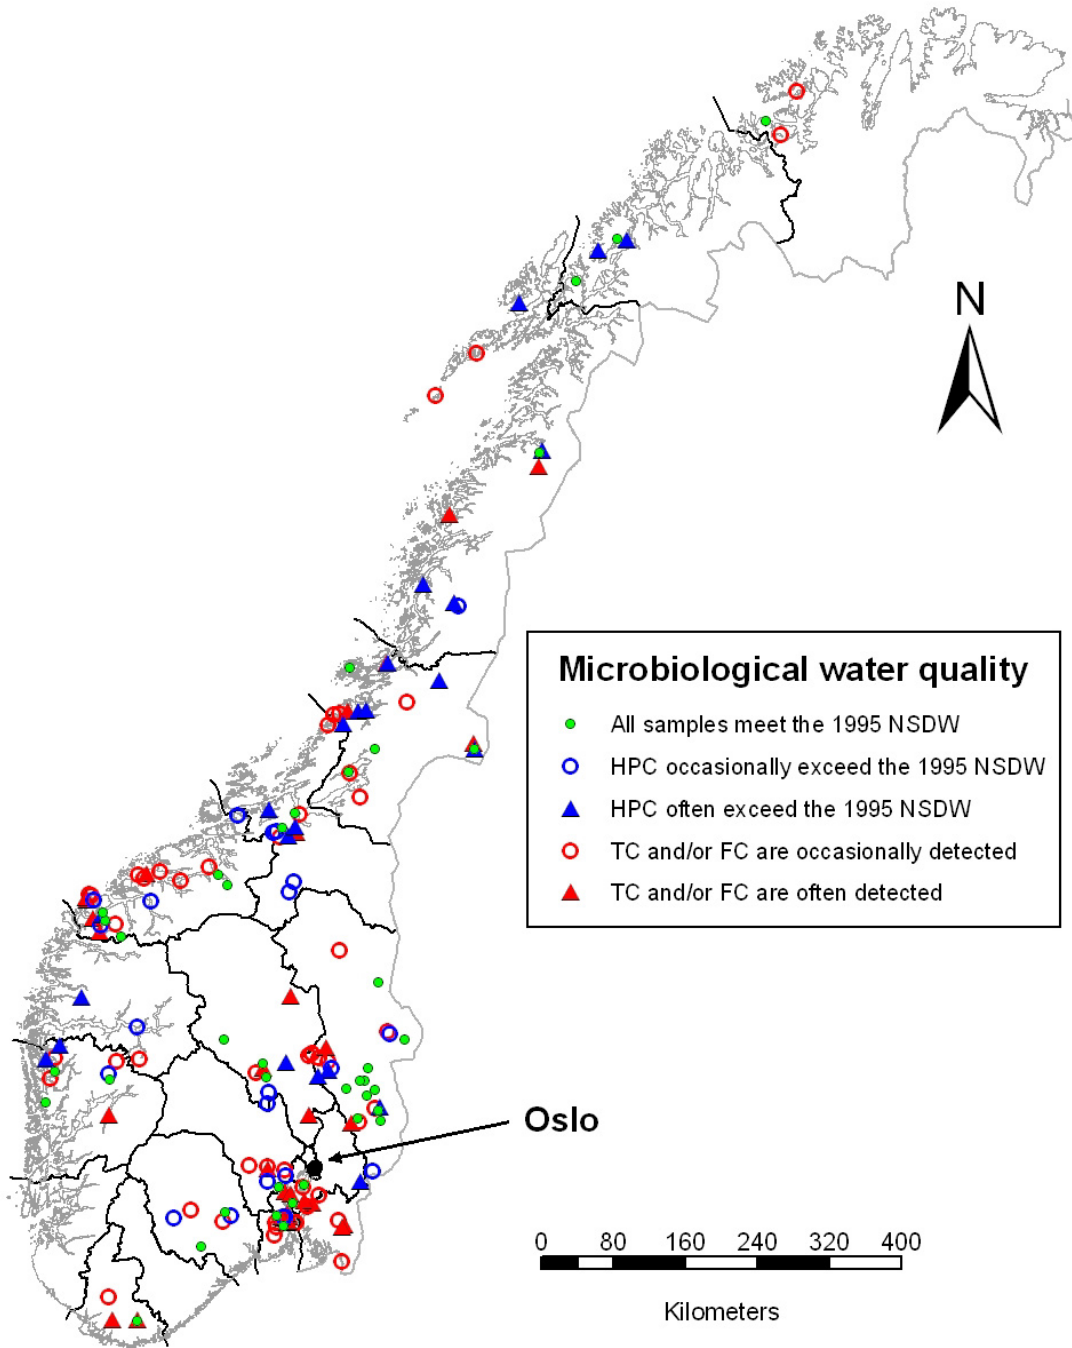 N
Microbiological water quality
All samples meet the 1995 NSDW
HPC occasionally exceed the 1995 NSDW
HPC often exceed the 1995 NSDW
TC and/or FC are occasionally detected
TC and/or FC are often detected
Oslo
0 80 160 240 320 400
Kilometers